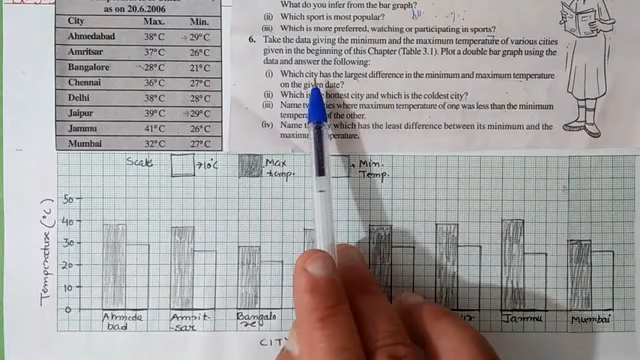 as on 20.6.2006
City Max. Min.
Ahmedabad 38°C 29°C
Amritsar 37°C 26°C
Bangalore 28°C 21°C
Chennai 36°C 27°C
Delhi 38°C 28°C
Jaipur 39°C 29°C
Jammu 41°C 26°C
Mumbai 32°C 27°C
What do you infer from the bar graph?
(ii) Which sport is most popular?
(iii) Which is more preferred, watching or participating in sports?
6. Take the data giving the minimum and the maximum temperature of various cities
given in the beginning of this Chapter (Table 3.1). Plot a double bar graph using the
data and answer the following:
(i) Which city has the largest difference in the minimum and maximum temperature
on the given date?
(ii) Which is hottest city and which is the coldest city?
(iii) Name two cities where maximum temperature of one was less than the minimum
of the other.
(iv) Name which has the least difference between its minimum and the
maximum
Scale → 10°C Max temp. Min. Temp.
Temperature (°C)
50
40
30
20
10
0
Ahmeda
bad
Amrit-
sar
Bangalo
re
Jammu
Mumbai